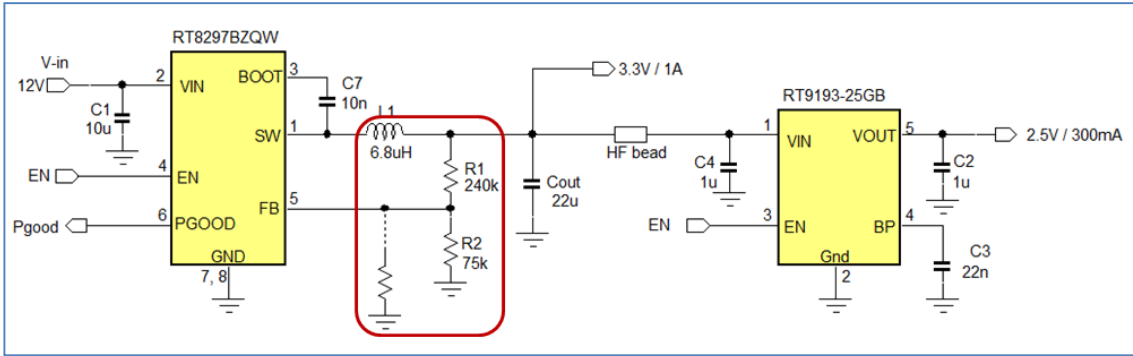 RT8297BZQW
V-in
12V
C1
10u
2
VIN
BOOT
3
C7
10n
SW
1
L1
6.8uH
EN
4
EN
FB
5
Pgood
6
PGOOD
GND
7, 8
R1
240k
R2
75k
3.3V / 1A
Cout
22u
HF bead
RT9193-25GB
1
VIN
VOUT
5
2.5V / 300mA
C4
1u
C2
1u
EN
3
EN
BP
4
Gnd
2
C3
22n